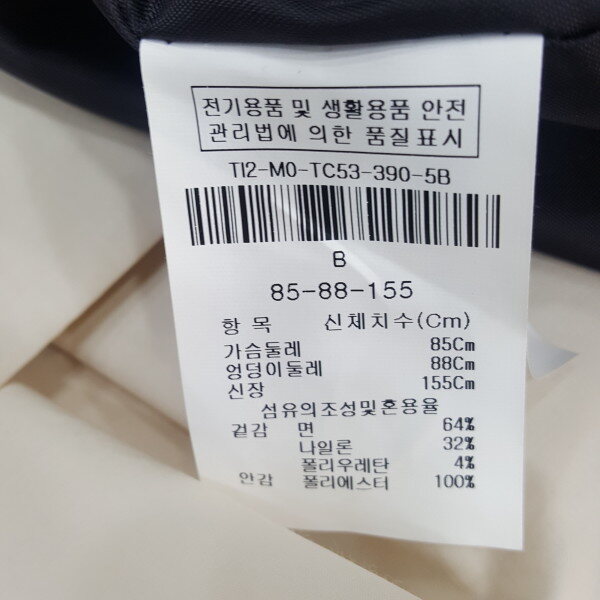 전기용품 및 생활용품 안전
관리법에 의한 품질표시
TI2-M0-TC53-390-5B
B
85-88-155
항 목 신체치수(Cm)
가슴둘레 85Cm
엉덩이둘레 88Cm
신장 155Cm
섬유의조성및혼용율
겉감 면 64%
나일론 32%
폴리우레탄 4%
안감 폴리에스터 100%